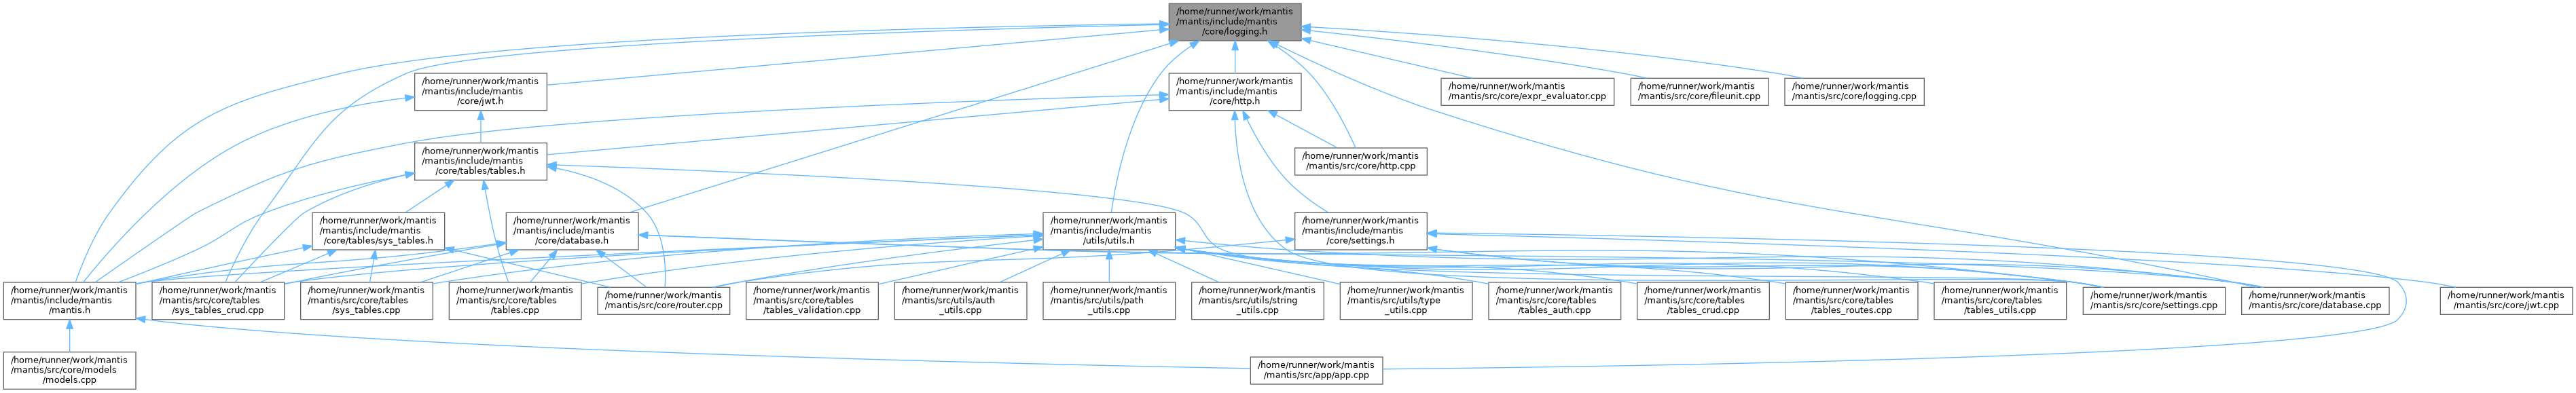 /home/runner/work/mantis
/mantis/include/mantis
/core/logging.h
/home/runner/work/mantis
/mantis/include/mantis
/core/jwt.h
/home/runner/work/mantis
/mantis/include/mantis
/core/http.h
/home/runner/work/mantis
/mantis/src/core/expr_evaluator.cpp
/home/runner/work/mantis
/mantis/src/core/fileunit.cpp
/home/runner/work/mantis
/mantis/src/core/logging.cpp
/home/runner/work/mantis
/mantis/include/mantis
/core/tables/tables.h
/home/runner/work/mantis
/mantis/src/core/http.cpp
/home/runner/work/mantis
/mantis/include/mantis
/core/tables/sys_tables.h
/home/runner/work/mantis
/mantis/include/mantis
/core/database.h
/home/runner/work/mantis
/mantis/include/mantis
/utils/utils.h
/home/runner/work/mantis
/mantis/include/mantis
/core/settings.h
/home/runner/work/mantis
/mantis/include/mantis
/mantis.h
/home/runner/work/mantis
/mantis/src/core/tables
/sys_tables_crud.cpp
/home/runner/work/mantis
/mantis/src/core/tables
/sys_tables.cpp
/home/runner/work/mantis
/mantis/src/core/tables
/tables.cpp
/home/runner/work/mantis
/mantis/src/core/router.cpp
/home/runner/work/mantis
/mantis/src/core/tables
/tables_validation.cpp
/home/runner/work/mantis
/mantis/src/utils/auth
_utils.cpp
/home/runner/work/mantis
/mantis/src/utils/path
_utils.cpp
/home/runner/work/mantis
/mantis/src/utils/string
_utils.cpp
/home/runner/work/mantis
/mantis/src/utils/type
_utils.cpp
/home/runner/work/mantis
/mantis/src/core/tables
/tables_auth.cpp
/home/runner/work/mantis
/mantis/src/core/tables
/tables_crud.cpp
/home/runner/work/mantis
/mantis/src/core/tables
/tables_routes.cpp
/home/runner/work/mantis
/mantis/src/core/tables
/tables_utils.cpp
/home/runner/work/mantis
/mantis/src/core/settings.cpp
/home/runner/work/mantis
/mantis/src/core/database.cpp
/home/runner/work/mantis
/mantis/src/core/jwt.cpp
/home/runner/work/mantis
/mantis/src/core/models
/models.cpp
/home/runner/work/mantis
/mantis/src/app/app.cpp